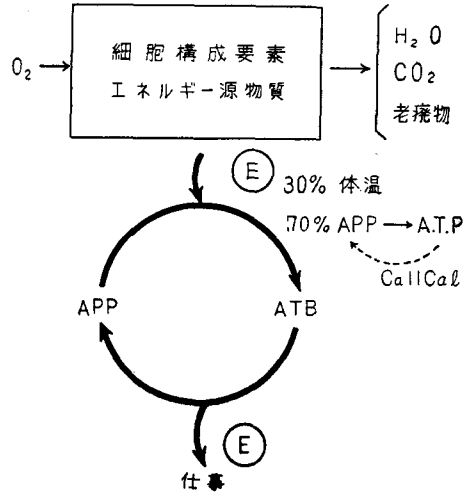 O₂
細胞構成要素
エネルギー源物質
H₂O
CO₂
老廃物
E
30% 体温
70% APP → A.T.P
CallCal
APP
ATB
E
仕事